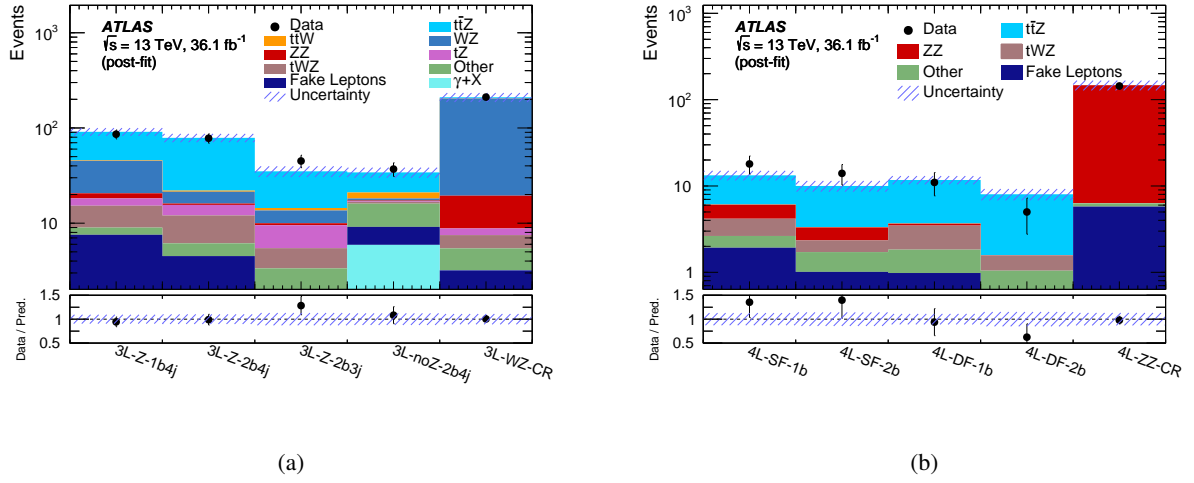 Events
10³
10²
10
ATLAS
√s = 13 TeV, 36.1 fb⁻¹
(post-fit)
Data
tt̄Z
tt̄W
WZ
ZZ
tZ
tWZ
Other
Fake Leptons
γ+X
Uncertainty
Data / Pred.
1.5
1
0.5
3L-Z-1b4j
3L-Z-2b4j
3L-Z-2b3j
3L-noZ-2b4j
3L-WZ-CR
(a)
Events
10³
10²
10
1
ATLAS
√s = 13 TeV, 36.1 fb⁻¹
(post-fit)
Data
tt̄Z
ZZ
tWZ
Other
Fake Leptons
Uncertainty
Data / Pred.
1.5
1
0.5
4L-SF-1b
4L-SF-2b
4L-DF-1b
4L-DF-2b
4L-ZZ-CR
(b)